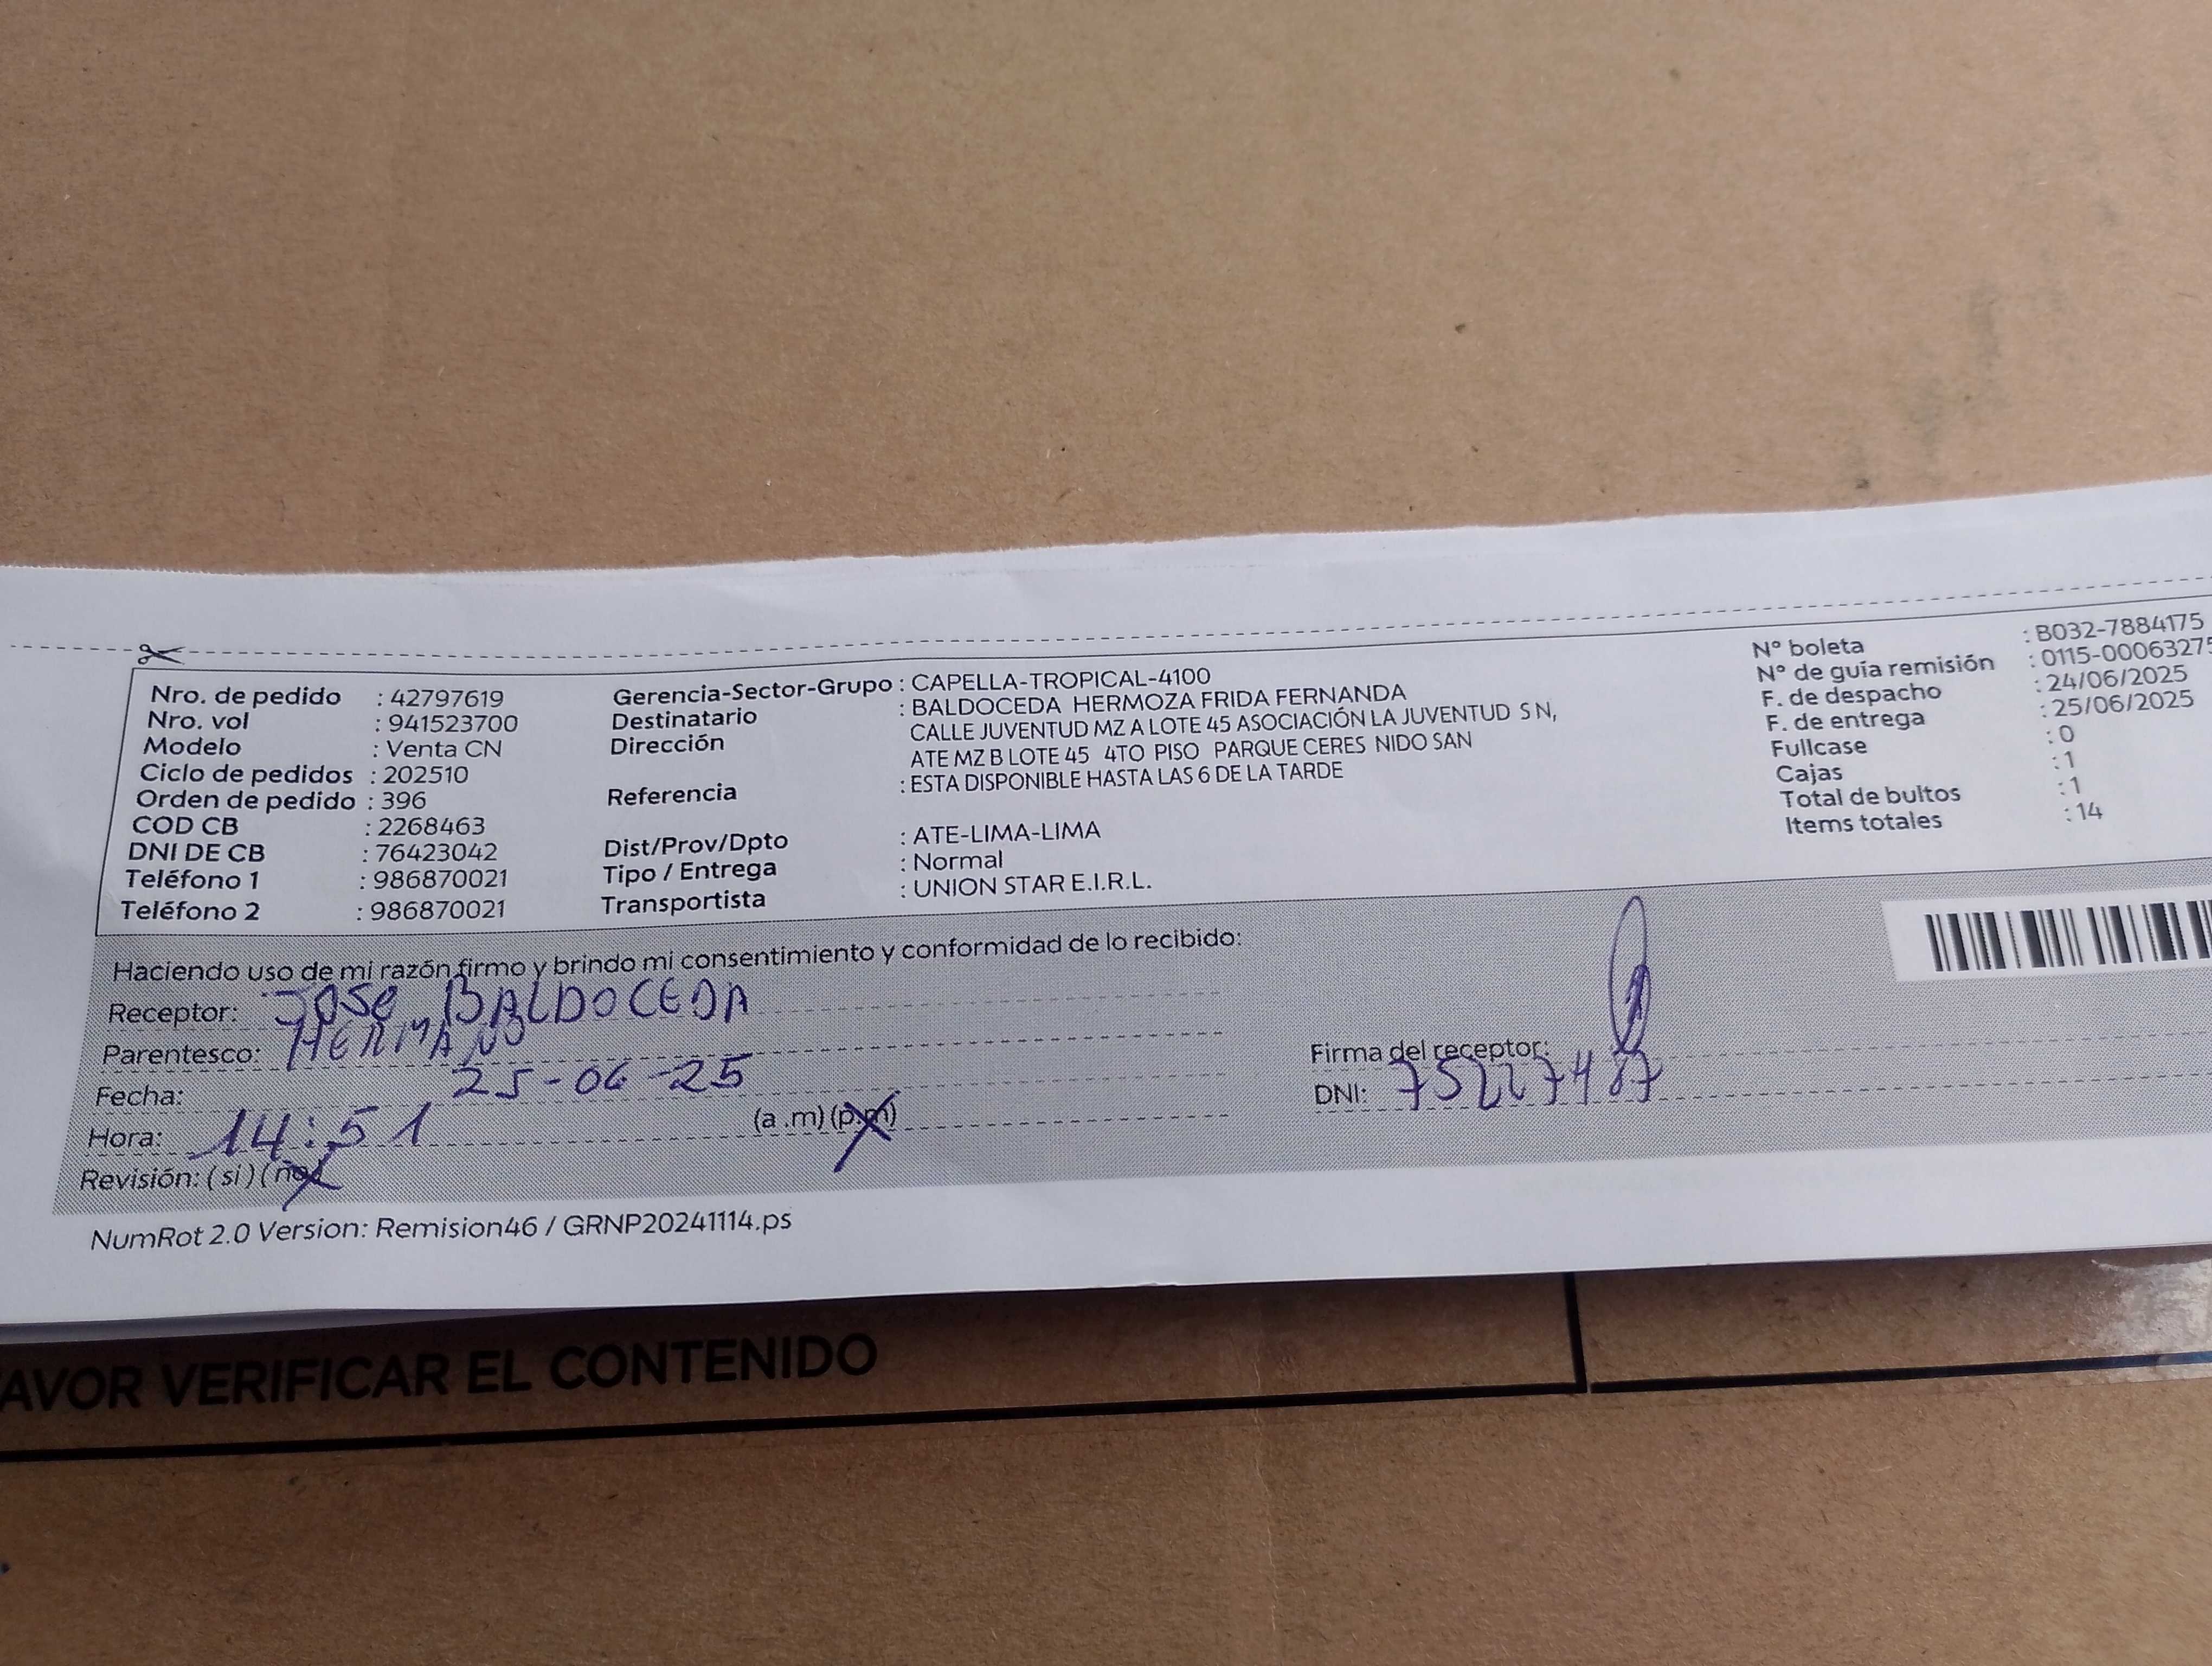 Nro. de pedido : 42797619
Nro. vol : 941523700
Modelo : Venta CN
Ciclo de pedidos : 202510
Orden de pedido : 396
COD CB : 2268463
DNI DE CB : 76423042
Teléfono 1 : 986870021
Teléfono 2 : 986870021
Gerencia-Sector-Grupo : CAPELLA-TROPICAL-4100
Destinatario : BALDOCEDA HERMOZA FRIDA FERNANDA
Dirección CALLE JUVENTUD MZ A LOTE 45 ASOCIACIÓN LA JUVENTUD S N,
ATE MZ B LOTE 45 4TO PISO PARQUE CERES NIDO SAN
Referencia : ESTA DISPONIBLE HASTA LAS 6 DE LA TARDE
Dist/Prov/Dpto : ATE-LIMA-LIMA
Tipo / Entrega : Normal
Transportista : UNION STAR E.I.R.L.
N° boleta : B032-7884175
N° de guía remisión : 0115-00063275
F. de despacho : 24/06/2025
F. de entrega : 25/06/2025
Fullcase : 0
Cajas : 1
Total de bultos : 1
Items totales : 14
Haciendo uso de mi razón firmo y brindo mi consentimiento y conformidad de lo recibido:
Receptor: JOSE BALDOCEDA
Parentesco: HERMANO
Fecha: 25-06-25
Hora: 14:51 (a.m) (p.m)
Revisión: (si) (no)
Firma del receptor:
DNI: 75227487
NumRot 2.0 Version: Remision46 / GRNP20241114.ps
AVOR VERIFICAR EL CONTENIDO